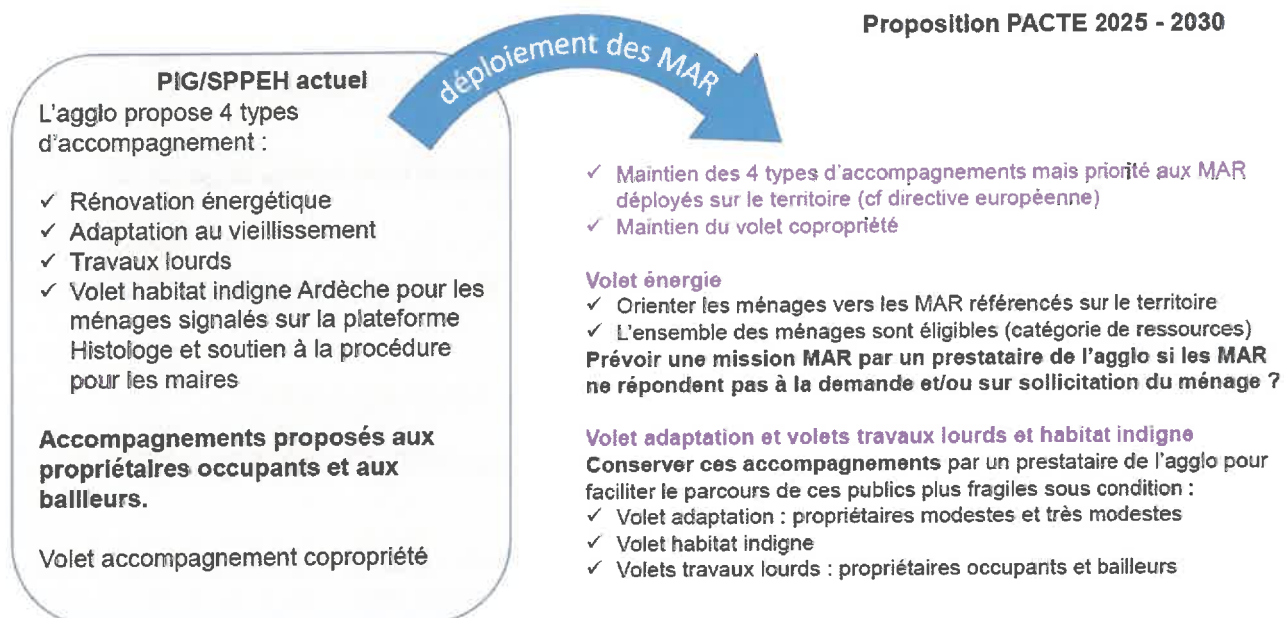 Proposition PACTE 2025 - 2030
déploiement des MAR
PIG/SPPEH actuel
L'agglo propose 4 types
d'accompagnement :
✓ Rénovation énergétique
✓ Adaptation au vieillissement
✓ Travaux lourds
✓ Volet habitat indigne Ardèche pour les
ménages signalés sur la plateforme
Histologe et soutien à la procédure
pour les maires
Accompagnements proposés aux
propriétaires occupants et aux
bailleurs.
Volet accompagnement copropriété
✓ Maintien des 4 types d'accompagnements mais priorité aux MAR
déployés sur le territoire (cf directive européenne)
✓ Maintien du volet copropriété
Volet énergie
✓ Orienter les ménages vers les MAR référencés sur le territoire
✓ L'ensemble des ménages sont éligibles (catégorie de ressources)
Prévoir une mission MAR par un prestataire de l'agglo si les MAR
ne répondent pas à la demande et/ou sur sollicitation du ménage ?
Volet adaptation et volets travaux lourds et habitat indigne
Conserver ces accompagnements par un prestataire de l'agglo pour
faciliter le parcours de ces publics plus fragiles sous condition :
✓ Volet adaptation : propriétaires modestes et très modestes
✓ Volet habitat indigne
✓ Volets travaux lourds : propriétaires occupants et bailleurs